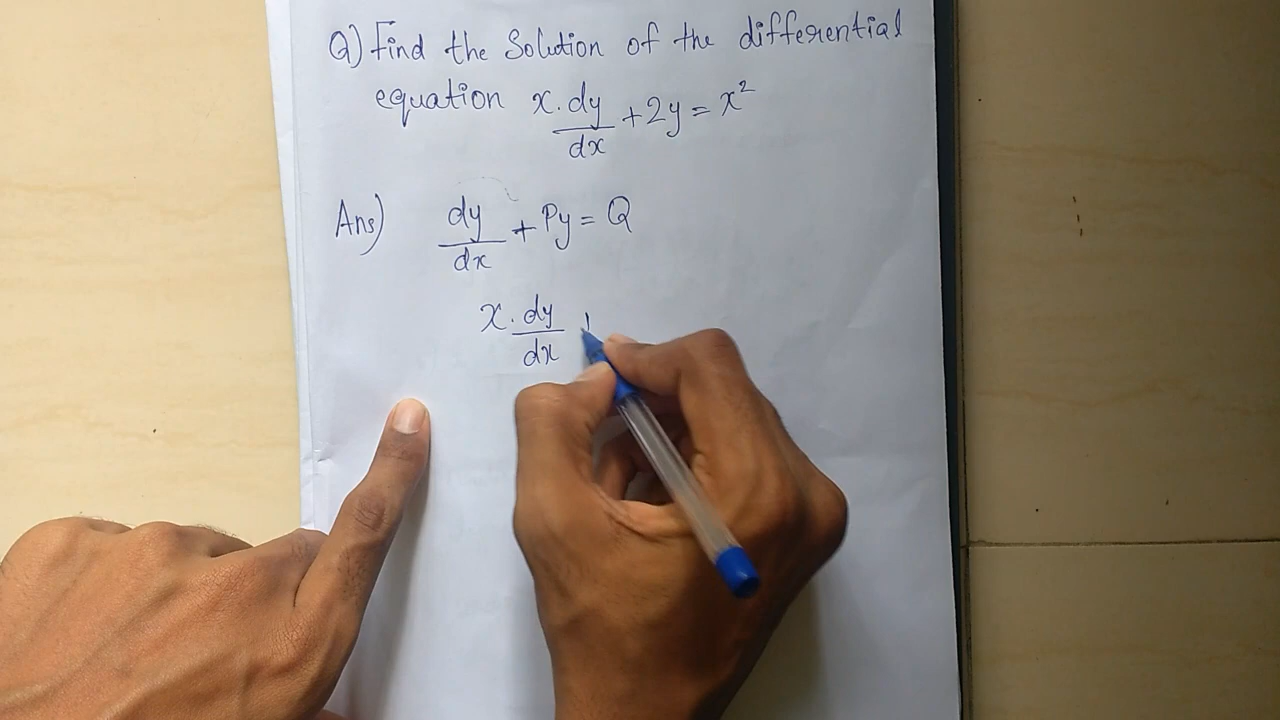 Q) Find the Solution of the differential
equation x.dy/dx + 2y = x²
Ans) dy/dx + Py = Q
x.dy/dx